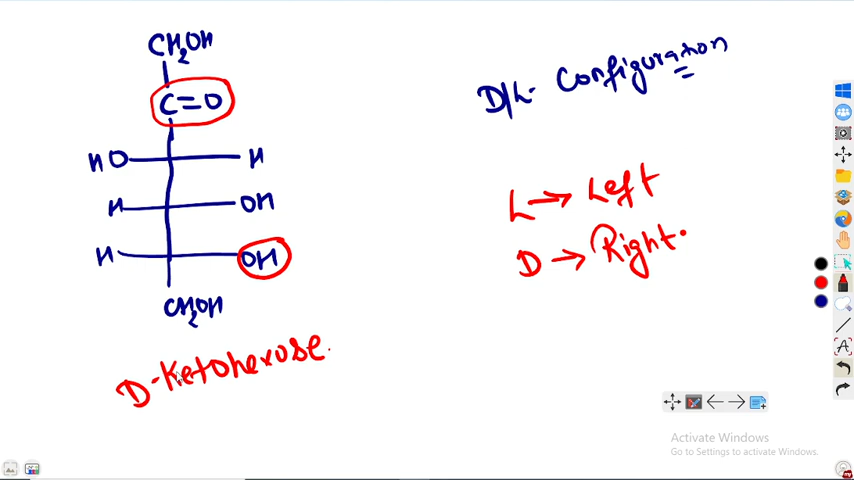 CH2OH
C=O
HO H
H OH
H OH
CH2OH
D-Ketohexose.
D/L- Configuration
L → Left
D → Right.
Activate Windows
Go to Settings to activate Windows.